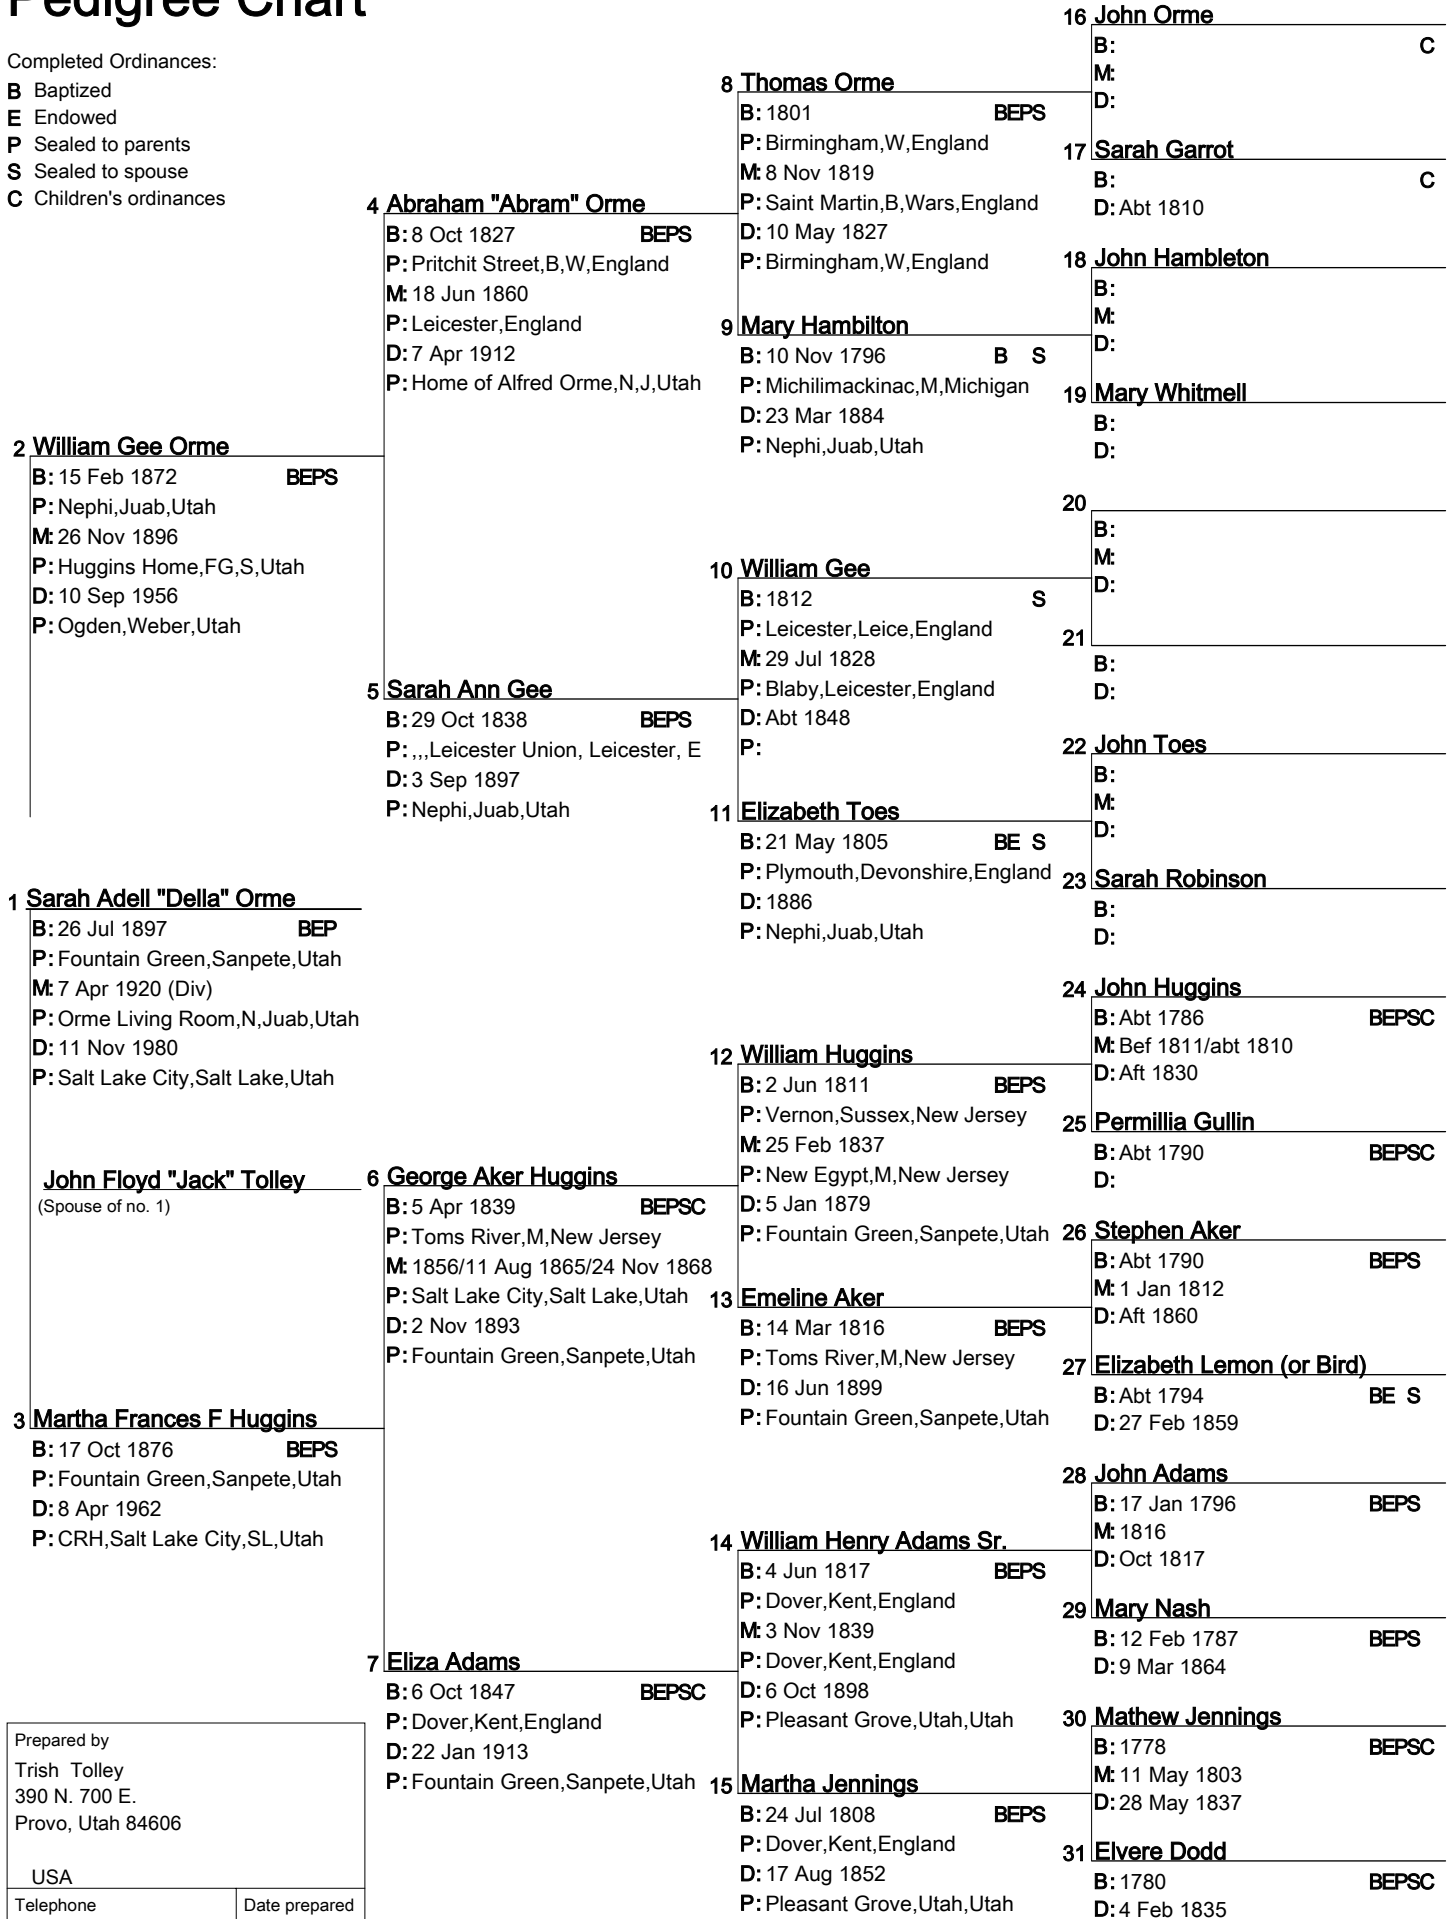 Pedigree Chart
Completed Ordinances:
B Baptized
E Endowed
P Sealed to parents
S Sealed to spouse
C Children's ordinances
2 William Gee Orme
B: 15 Feb 1872 BEPS
P: Nephi,Juab,Utah
M: 26 Nov 1896
P: Huggins Home,FG,S,Utah
D: 10 Sep 1956
P: Ogden,Weber,Utah
1 Sarah Adell "Della" Orme
B: 26 Jul 1897 BEP
P: Fountain Green,Sanpete,Utah
M: 7 Apr 1920 (Div)
P: Orme Living Room,N,Juab,Utah
D: 11 Nov 1980
P: Salt Lake City,Salt Lake,Utah
John Floyd "Jack" Tolley
(Spouse of no. 1)
3 Martha Frances F Huggins
B: 17 Oct 1876 BEPS
P: Fountain Green,Sanpete,Utah
D: 8 Apr 1962
P: CRH,Salt Lake City,SL,Utah
Prepared by
Trish Tolley
390 N. 700 E.
Provo, Utah 84606
USA
Telephone
Date prepared
4 Abraham "Abram" Orme
B: 8 Oct 1827 BEPS
P: Pritchit Street,B,W,England
M: 18 Jun 1860
P: Leicester,England
D: 7 Apr 1912
P: Home of Alfred Orme,N,J,Utah
5 Sarah Ann Gee
B: 29 Oct 1838 BEPS
P: ,,,Leicester Union, Leicester, E
D: 3 Sep 1897
P: Nephi,Juab,Utah
6 George Aker Huggins
B: 5 Apr 1839 BEPSC
P: Toms River,M,New Jersey
M: 1856/11 Aug 1865/24 Nov 1868
P: Salt Lake City,Salt Lake,Utah
D: 2 Nov 1893
P: Fountain Green,Sanpete,Utah
7 Eliza Adams
B: 6 Oct 1847 BEPSC
P: Dover,Kent,England
D: 22 Jan 1913
P: Fountain Green,Sanpete,Utah
8 Thomas Orme
B: 1801 BEPS
P: Birmingham,W,England
M: 8 Nov 1819
P: Saint Martin,B,Wars,England
D: 10 May 1827
P: Birmingham,W,England
9 Mary Hambilton
B: 10 Nov 1796 B S
P: Michilimackinac,M,Michigan
D: 23 Mar 1884
P: Nephi,Juab,Utah
10 William Gee
B: 1812 S
P: Leicester,Leice,England
M: 29 Jul 1828
P: Blaby,Leicester,England
D: Abt 1848
P:
11 Elizabeth Toes
B: 21 May 1805 BE S
P: Plymouth,Devonshire,England
D: 1886
P: Nephi,Juab,Utah
12 William Huggins
B: 2 Jun 1811 BEPS
P: Vernon,Sussex,New Jersey
M: 25 Feb 1837
P: New Egypt,M,New Jersey
D: 5 Jan 1879
P: Fountain Green,Sanpete,Utah
13 Emeline Aker
B: 14 Mar 1816 BEPS
P: Toms River,M,New Jersey
D: 16 Jun 1899
P: Fountain Green,Sanpete,Utah
14 William Henry Adams Sr.
B: 4 Jun 1817 BEPS
P: Dover,Kent,England
M: 3 Nov 1839
P: Dover,Kent,England
D: 6 Oct 1898
P: Pleasant Grove,Utah,Utah
15 Martha Jennings
B: 24 Jul 1808 BEPS
P: Dover,Kent,England
D: 17 Aug 1852
P: Pleasant Grove,Utah,Utah
16 John Orme
B: C
M:
D:
17 Sarah Garrot
B: C
D: Abt 1810
18 John Hambleton
B:
M:
D:
19 Mary Whitmell
B:
D:
20
B:
M:
D:
21
B:
D:
22 John Toes
B:
M:
D:
23 Sarah Robinson
B:
D:
24 John Huggins
B: Abt 1786 BEPSC
M: Bef 1811/abt 1810
D: Aft 1830
25 Permillia Gullin
B: Abt 1790 BEPSC
D:
26 Stephen Aker
B: Abt 1790 BEPS
M: 1 Jan 1812
D: Aft 1860
27 Elizabeth Lemon (or Bird)
B: Abt 1794 BE S
D: 27 Feb 1859
28 John Adams
B: 17 Jan 1796 BEPS
M: 1816
D: Oct 1817
29 Mary Nash
B: 12 Feb 1787 BEPS
D: 9 Mar 1864
30 Mathew Jennings
B: 1778 BEPSC
M: 11 May 1803
D: 28 May 1837
31 Elvere Dodd
B: 1780 BEPSC
D: 4 Feb 1835